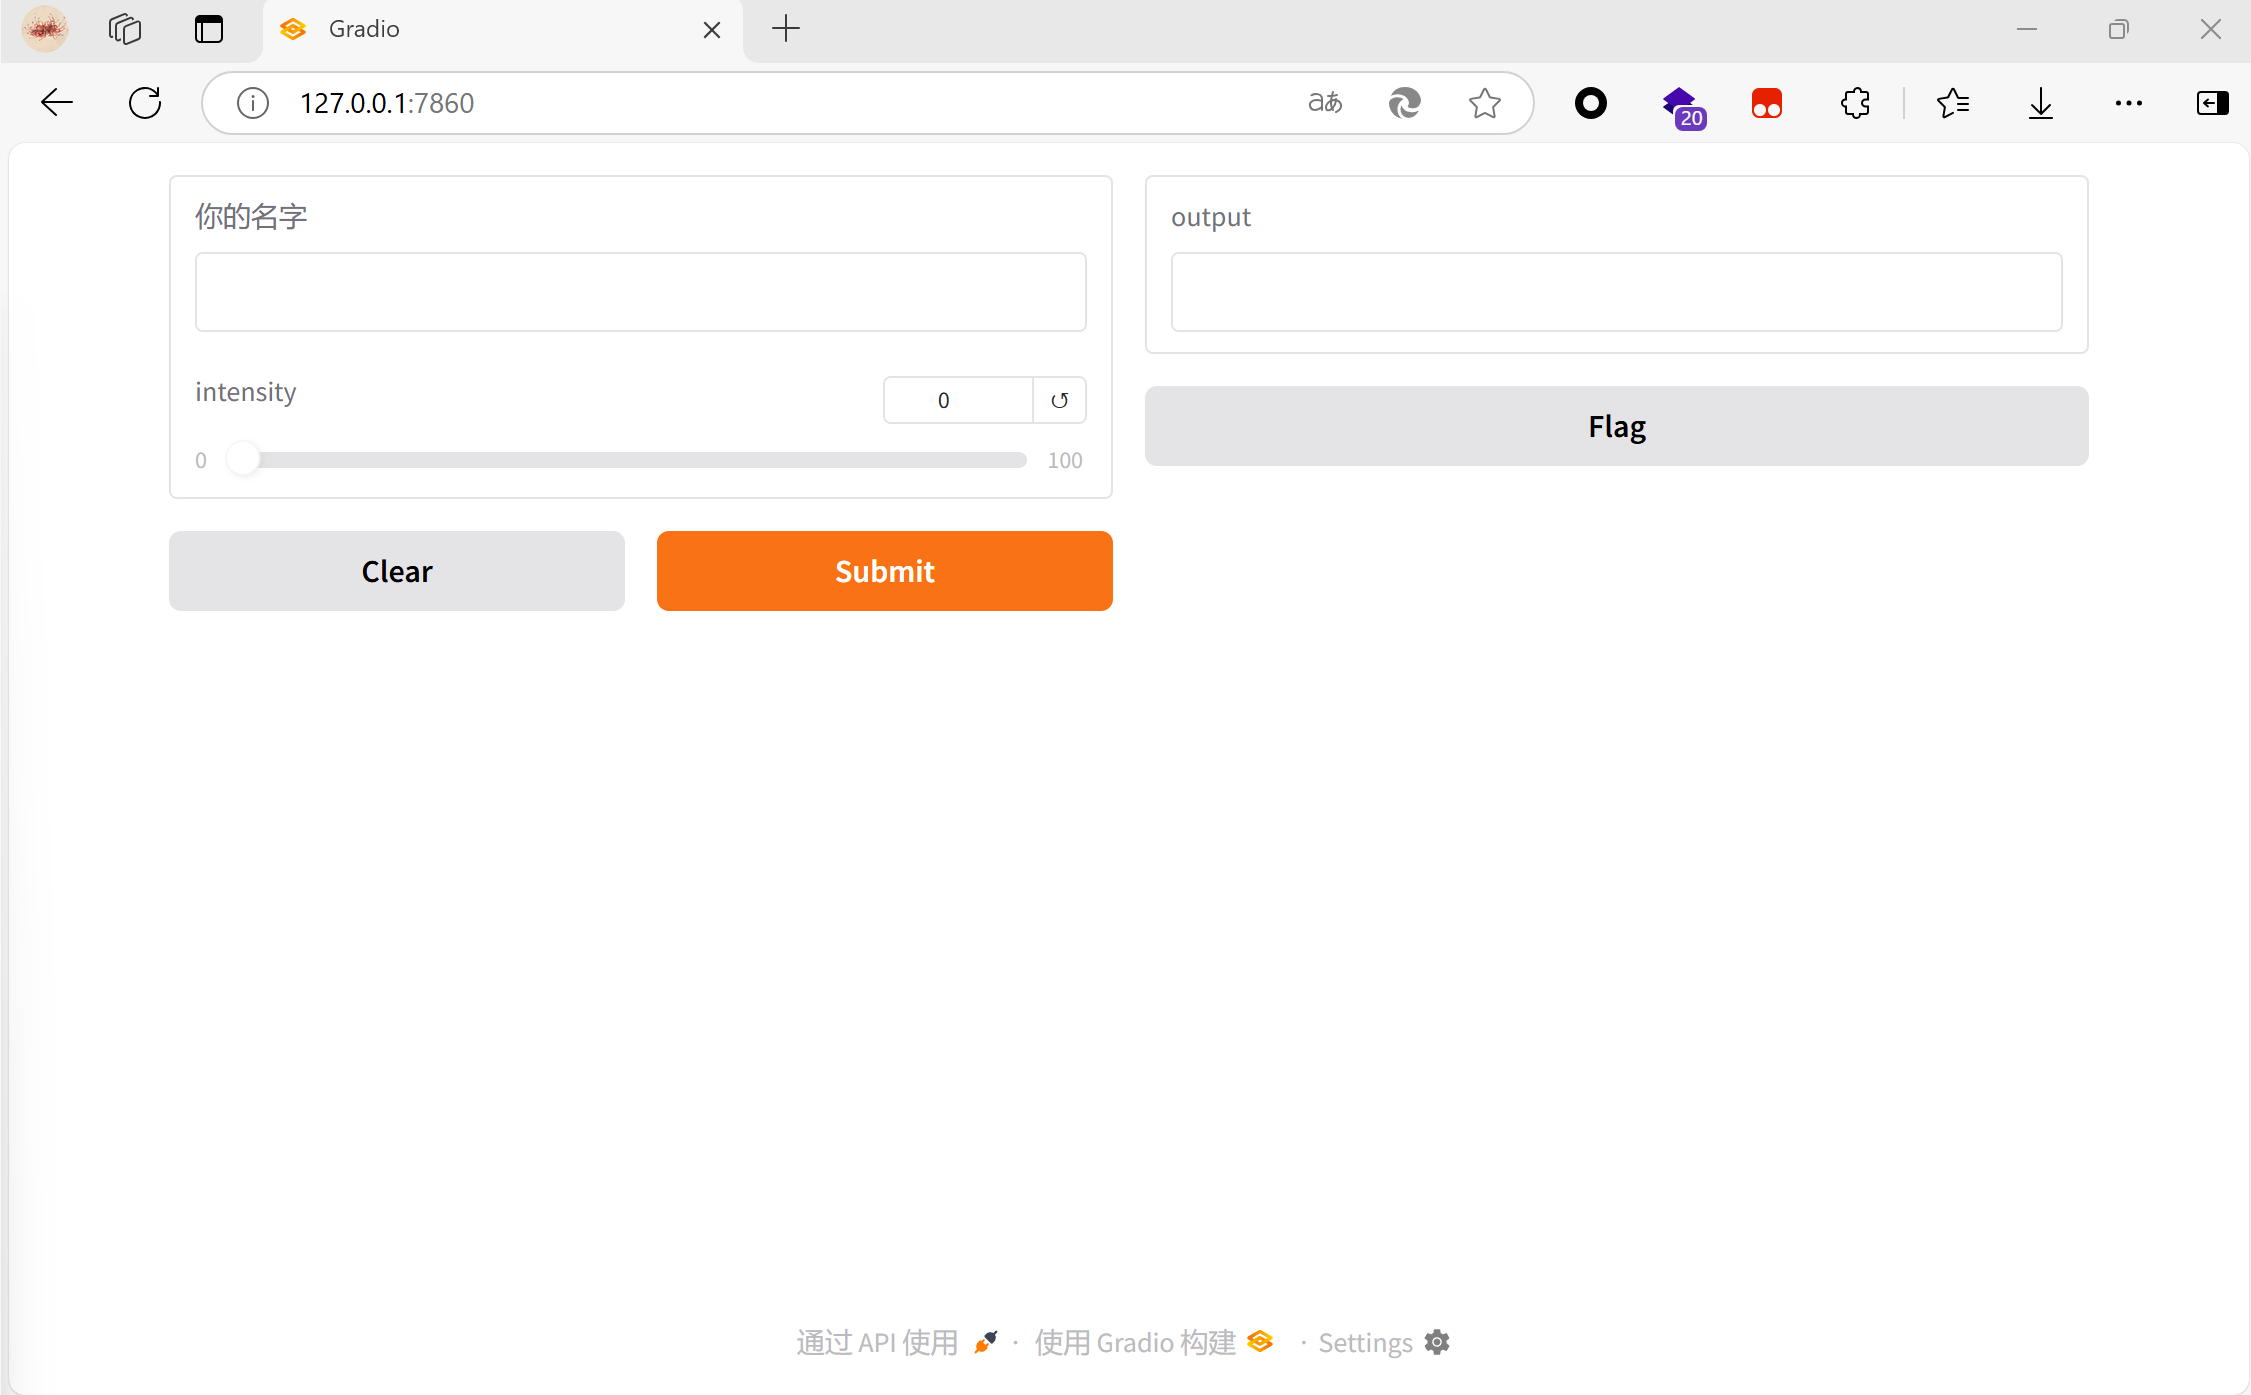 Gradio
127.0.0.1:7860
aあ
20
你的名字
intensity
0
0
100
Clear
Submit
output
Flag
通过 API 使用 · 使用 Gradio 构建 · Settings